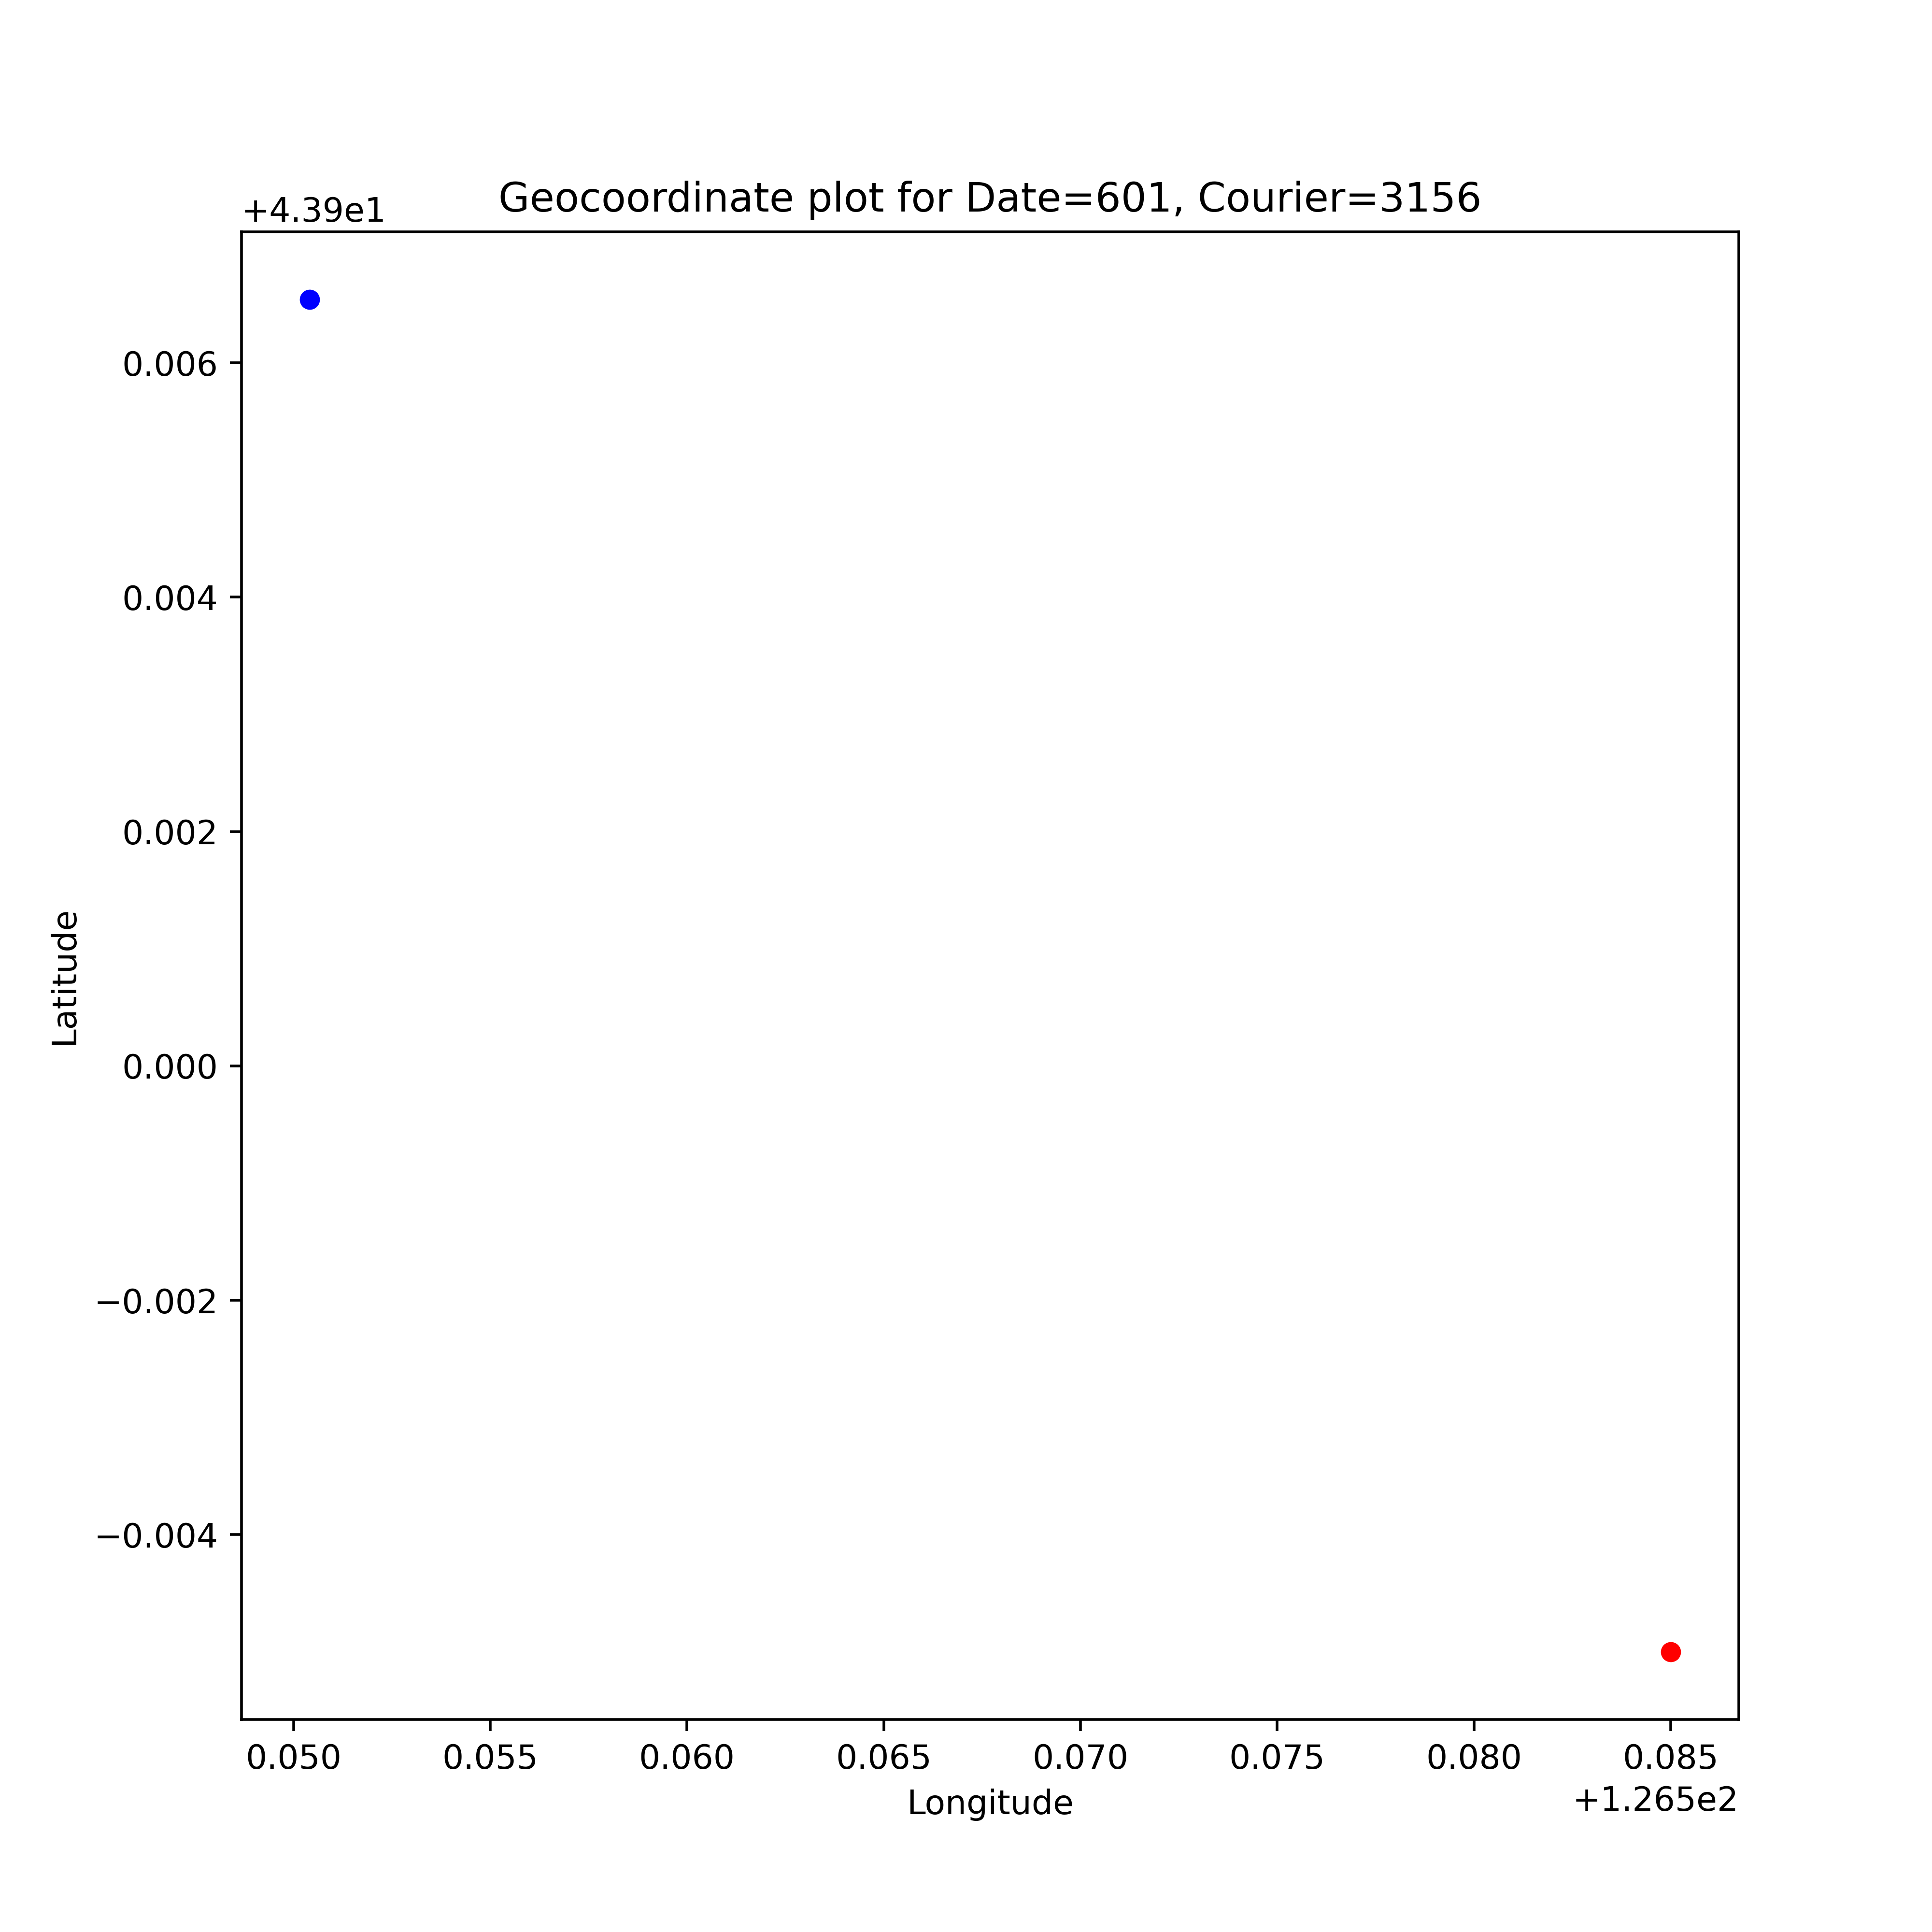 Geocoordinate plot for Date=601, Courier=3156
+4.39e1
0.006
0.004
0.002
0.000
−0.002
−0.004
Latitude
0.050 0.055 0.060 0.065 0.070 0.075 0.080 0.085
+1.265e2
Longitude